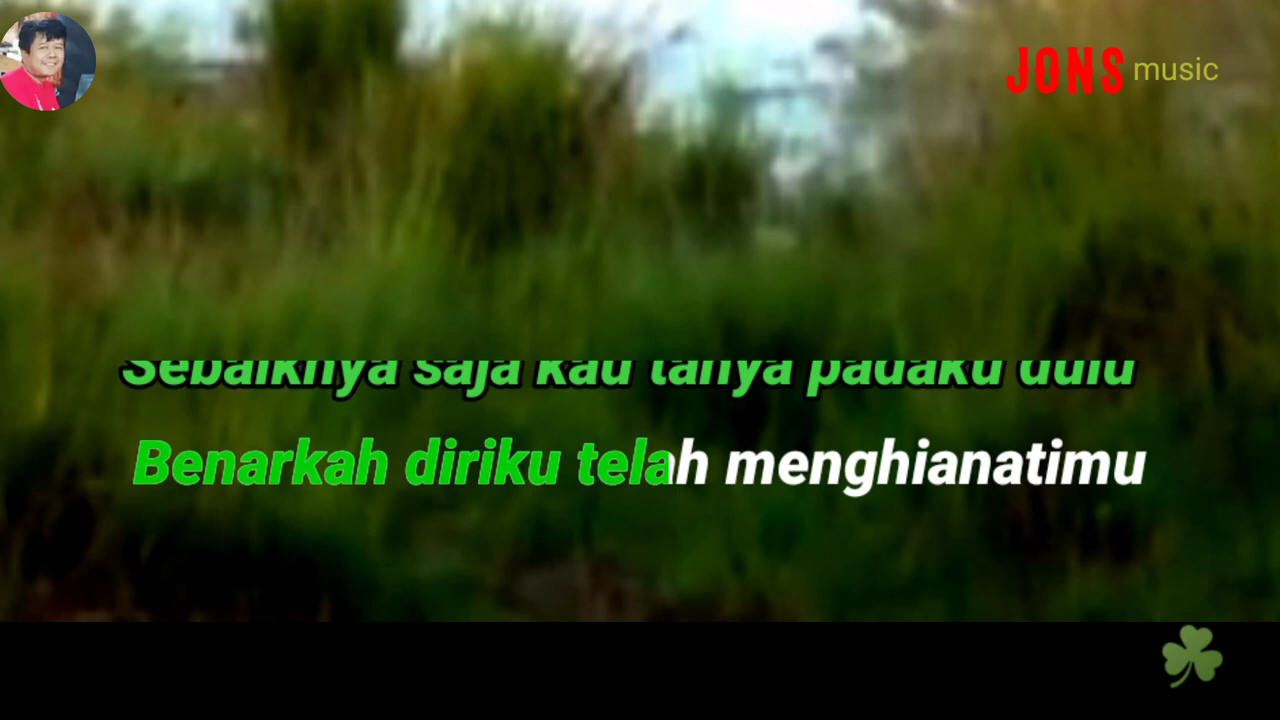 JONS music
Sebaiknya saja kau tanya padaku dulu
Benarkah diriku telah menghianatimu